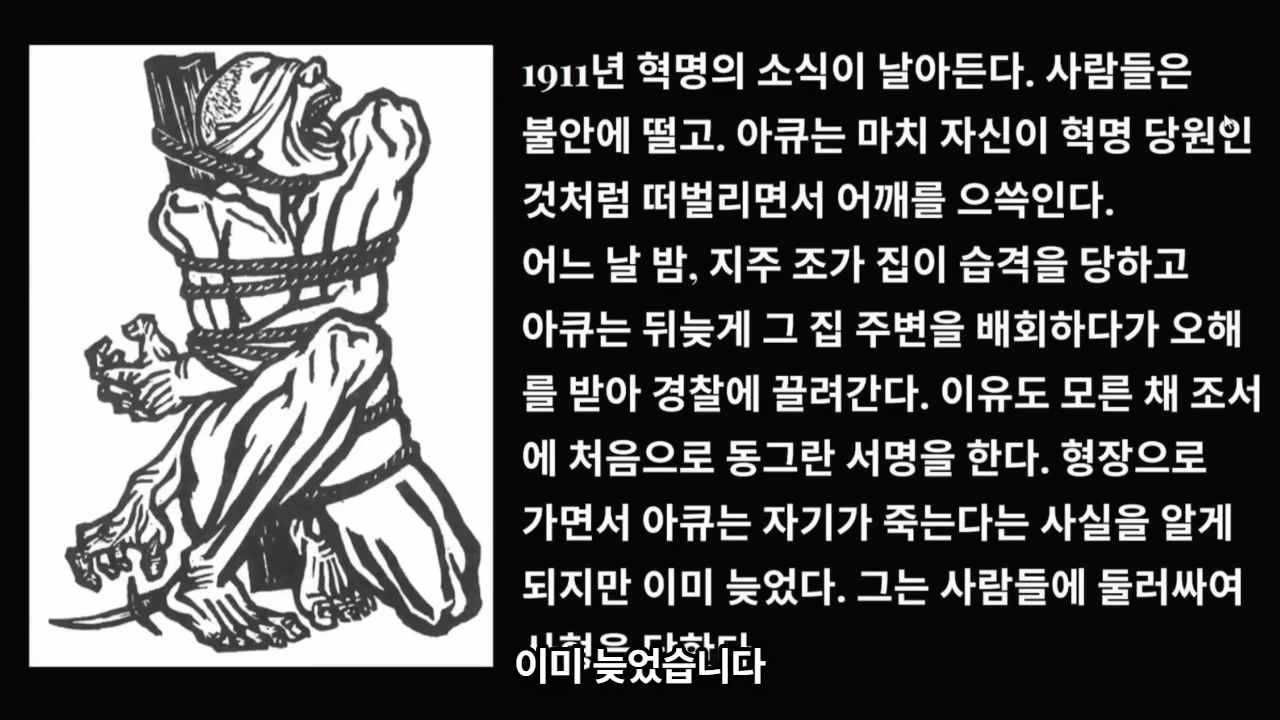 1911년 혁명의 소식이 날아든다. 사람들은
불안에 떨고. 아큐는 마치 자신이 혁명 당원인
것처럼 떠벌리면서 어깨를 으쓱인다.
어느 날 밤, 지주 조가 집이 습격을 당하고
아큐는 뒤늦게 그 집 주변을 배회하다가 오해
를 받아 경찰에 끌려간다. 이유도 모른 채 조서
에 처음으로 동그란 서명을 한다. 형장으로
가면서 아큐는 자기가 죽는다는 사실을 알게
되지만 이미 늦었다. 그는 사람들에 둘러싸여
이미 늦었습니다